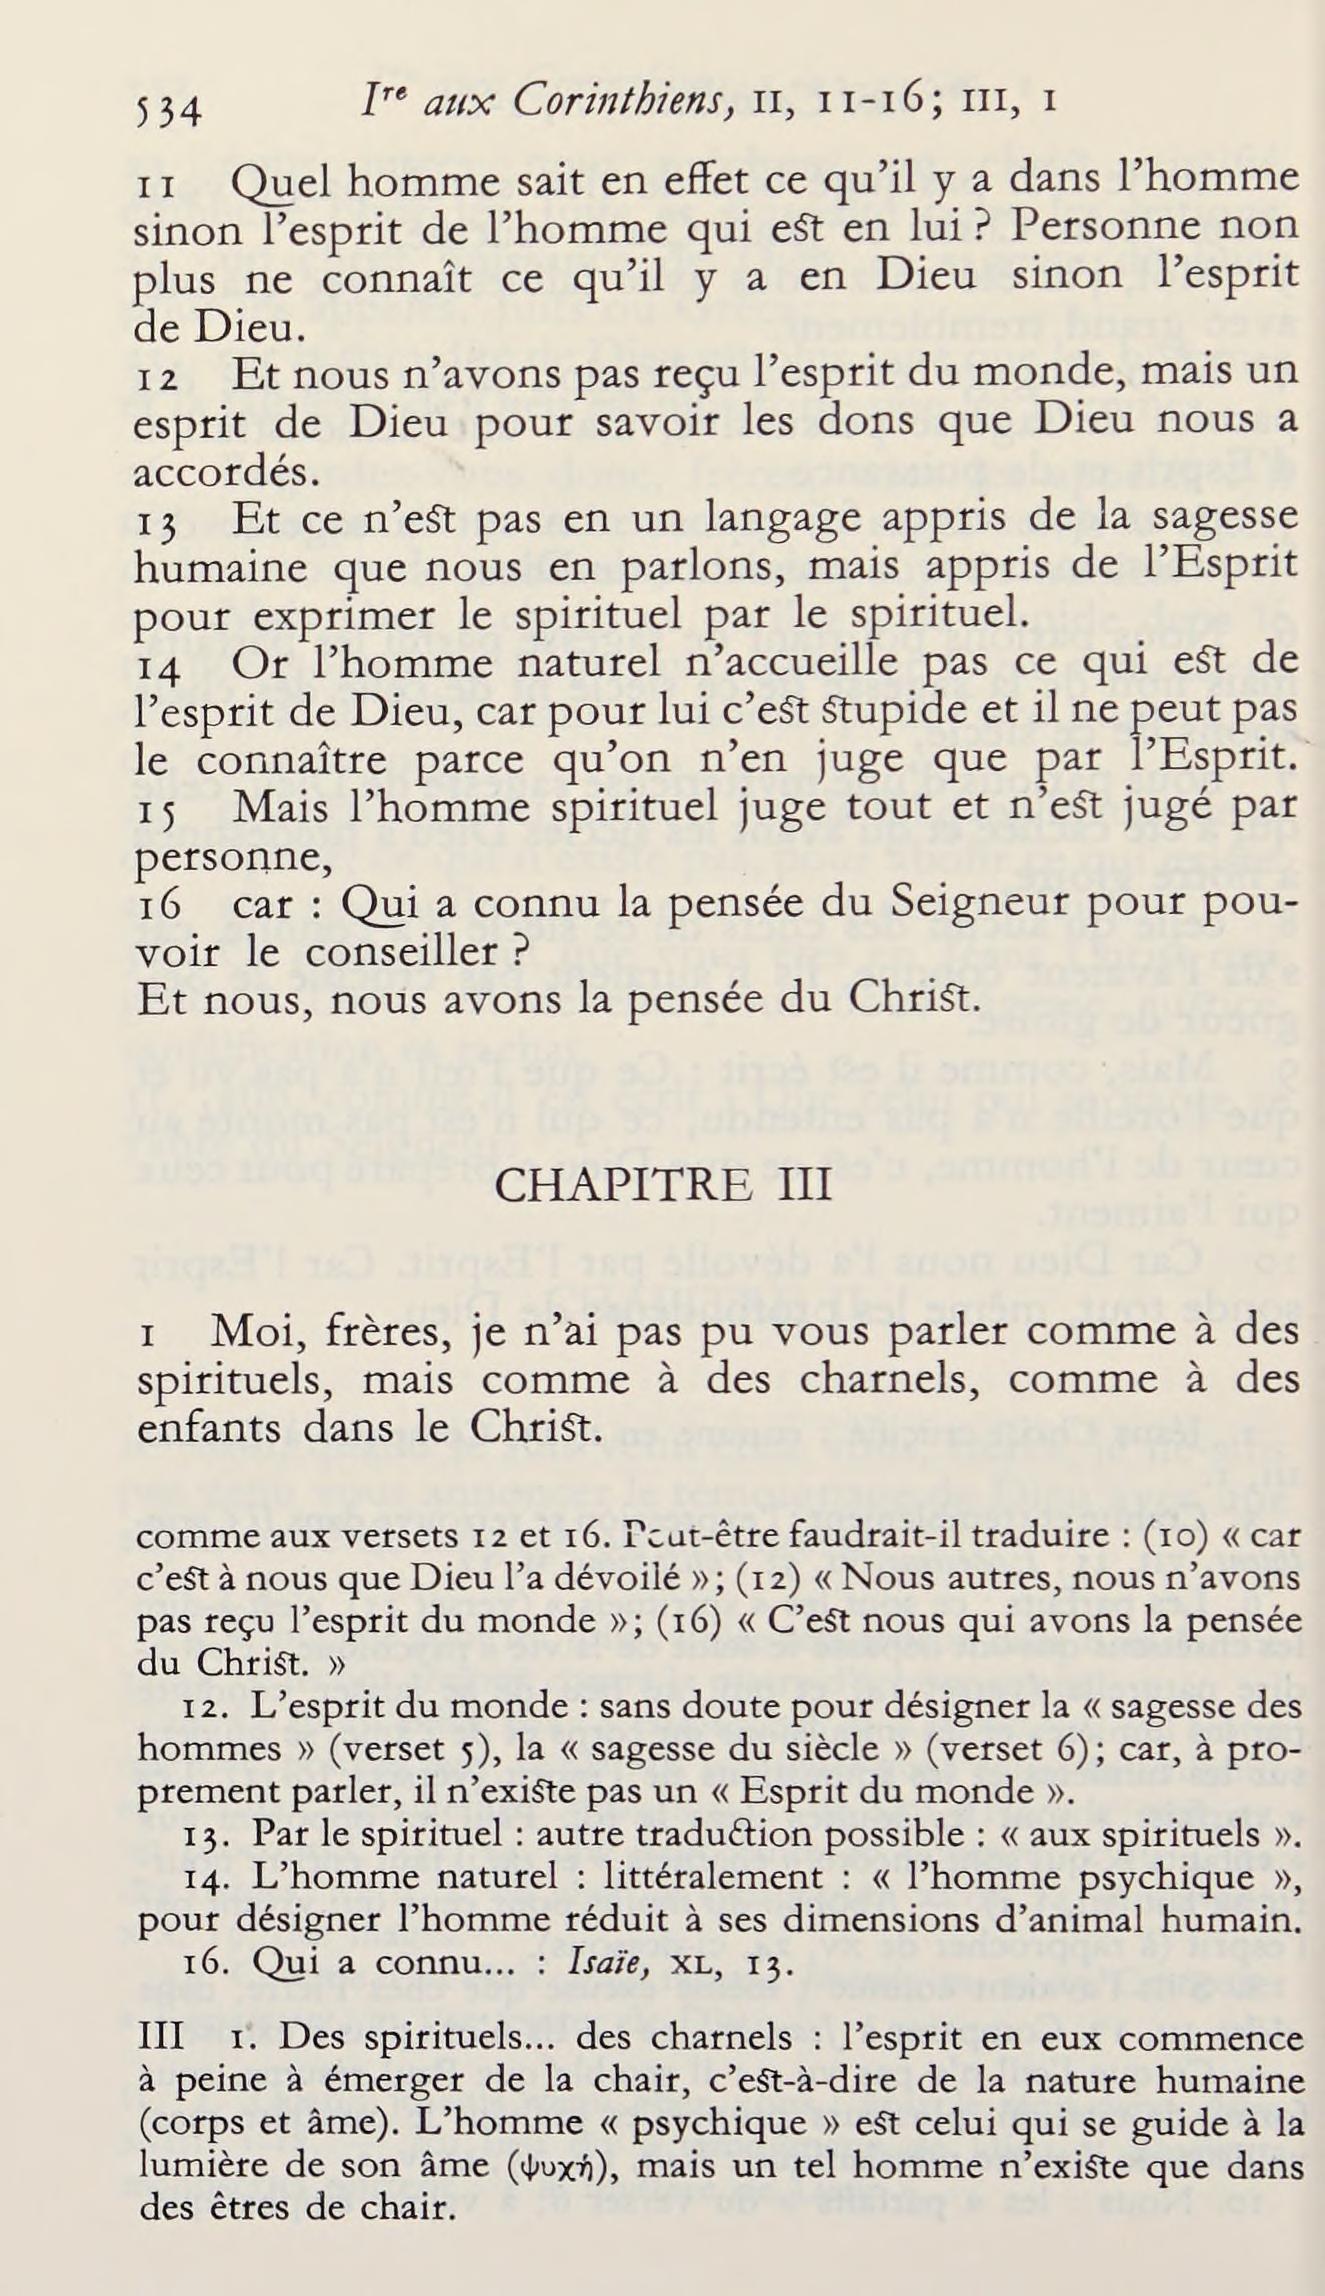 534 Iʳᵉ aux Corinthiens, II, 11-16; III, 1
11 Quel homme sait en effet ce qu’il y a dans l’homme
sinon l’esprit de l’homme qui est en lui ? Personne non
plus ne connaît ce qu’il y a en Dieu sinon l’esprit
de Dieu.
12 Et nous n’avons pas reçu l’esprit du monde, mais un
esprit de Dieu pour savoir les dons que Dieu nous a
accordés.
13 Et ce n’est pas en un langage appris de la sagesse
humaine que nous en parlons, mais appris de l’Esprit
pour exprimer le spirituel par le spirituel.
14 Or l’homme naturel n’accueille pas ce qui est de
l’esprit de Dieu, car pour lui c’est stupide et il ne peut pas
le connaître parce qu’on n’en juge que par l’Esprit.
15 Mais l’homme spirituel juge tout et n’est jugé par
personne,
16 car : Qui a connu la pensée du Seigneur pour pou-
voir le conseiller ?
Et nous, nous avons la pensée du Christ.
CHAPITRE III
1 Moi, frères, je n’ai pas pu vous parler comme à des
spirituels, mais comme à des charnels, comme à des
enfants dans le Christ.
comme aux versets 12 et 16. Peut-être faudrait-il traduire : (10) « car
c’est à nous que Dieu l’a dévoilé »; (12) « Nous autres, nous n’avons
pas reçu l’esprit du monde »; (16) « C’est nous qui avons la pensée
du Christ. »
12. L’esprit du monde : sans doute pour désigner la « sagesse des
hommes » (verset 5), la « sagesse du siècle » (verset 6); car, à pro-
prement parler, il n’existe pas un « Esprit du monde ».
13. Par le spirituel : autre traduction possible : « aux spirituels ».
14. L’homme naturel : littéralement : « l’homme psychique »,
pour désigner l’homme réduit à ses dimensions d’animal humain.
16. Qui a connu... : Isaïe, XL, 13.
III 1. Des spirituels... des charnels : l’esprit en eux commence
à peine à émerger de la chair, c’est-à-dire de la nature humaine
(corps et âme). L’homme « psychique » est celui qui se guide à la
lumière de son âme (ψυχή), mais un tel homme n’existe que dans
des êtres de chair.